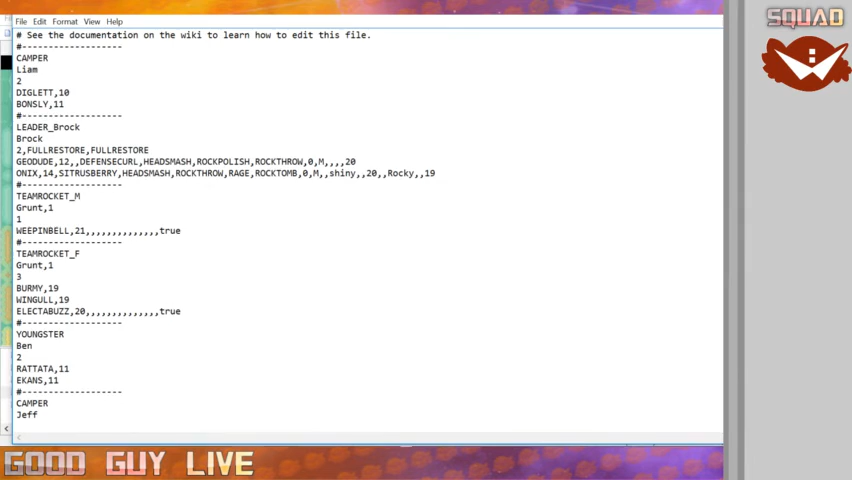 File Edit Format View Help
# See the documentation on the wiki to learn how to edit this file.
#-------------------
CAMPER
Liam
2
DIGLETT,10
BONSLY,11
#-------------------
LEADER_Brock
Brock
2,FULLRESTORE,FULLRESTORE
GEODUDE,12,,DEFENSECURL,HEADSMASH,ROCKPOLISH,ROCKTHROW,0,M,,,,20
ONIX,14,SITRUSBERRY,HEADSMASH,ROCKTHROW,RAGE,ROCKTOMB,0,M,,shiny,,20,,Rocky,,19
#-------------------
TEAMROCKET_M
Grunt,1
1
WEEPINBELL,21,,,,,,,,,,,,,,true
#-------------------
TEAMROCKET_F
Grunt,1
3
BURMY,19
WINGULL,19
ELECTABUZZ,20,,,,,,,,,,,,,,true
#-------------------
YOUNGSTER
Ben
2
RATTATA,11
EKANS,11
#-------------------
CAMPER
Jeff
SQUAD
GOOD GUY LIVE